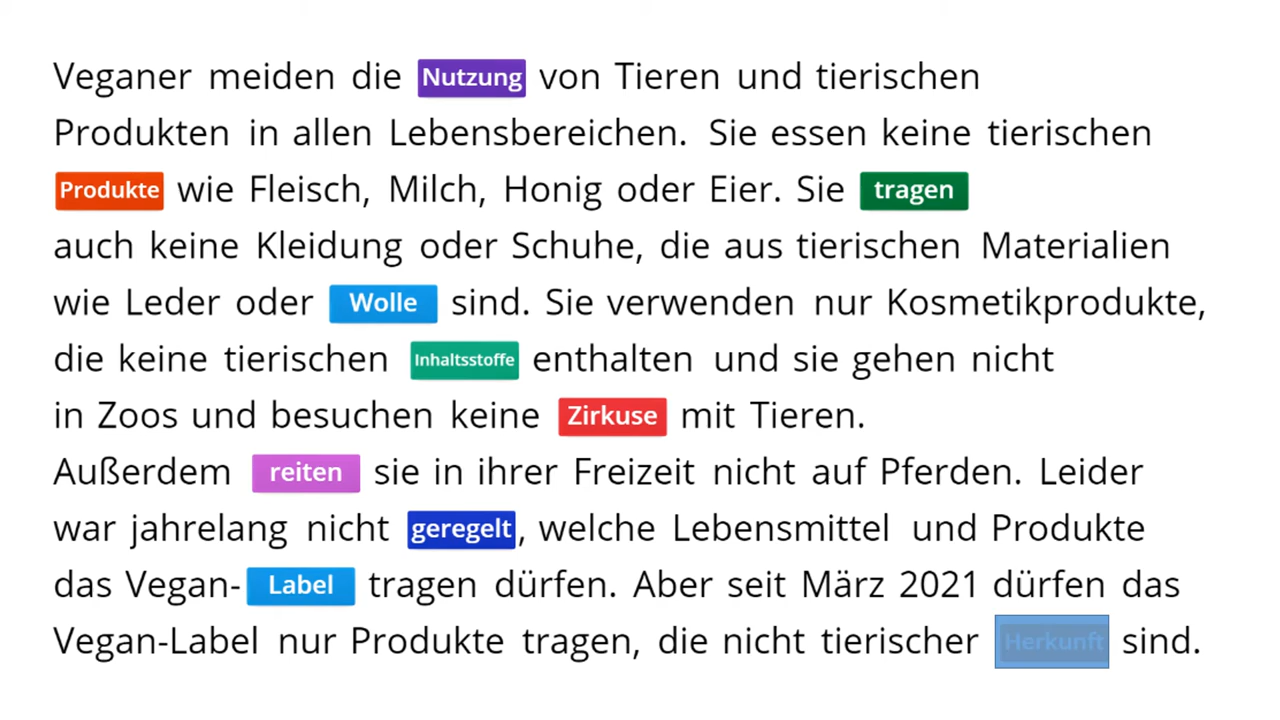 Veganer meiden die Nutzung von Tieren und tierischen
Produkten in allen Lebensbereichen. Sie essen keine tierischen
Produkte wie Fleisch, Milch, Honig oder Eier. Sie tragen
auch keine Kleidung oder Schuhe, die aus tierischen Materialien
wie Leder oder Wolle sind. Sie verwenden nur Kosmetikprodukte,
die keine tierischen Inhaltsstoffe enthalten und sie gehen nicht
in Zoos und besuchen keine Zirkuse mit Tieren.
Außerdem reiten sie in ihrer Freizeit nicht auf Pferden. Leider
war jahrelang nicht geregelt, welche Lebensmittel und Produkte
das Vegan-Label tragen dürfen. Aber seit März 2021 dürfen das
Vegan-Label nur Produkte tragen, die nicht tierischer Herkunft sind.